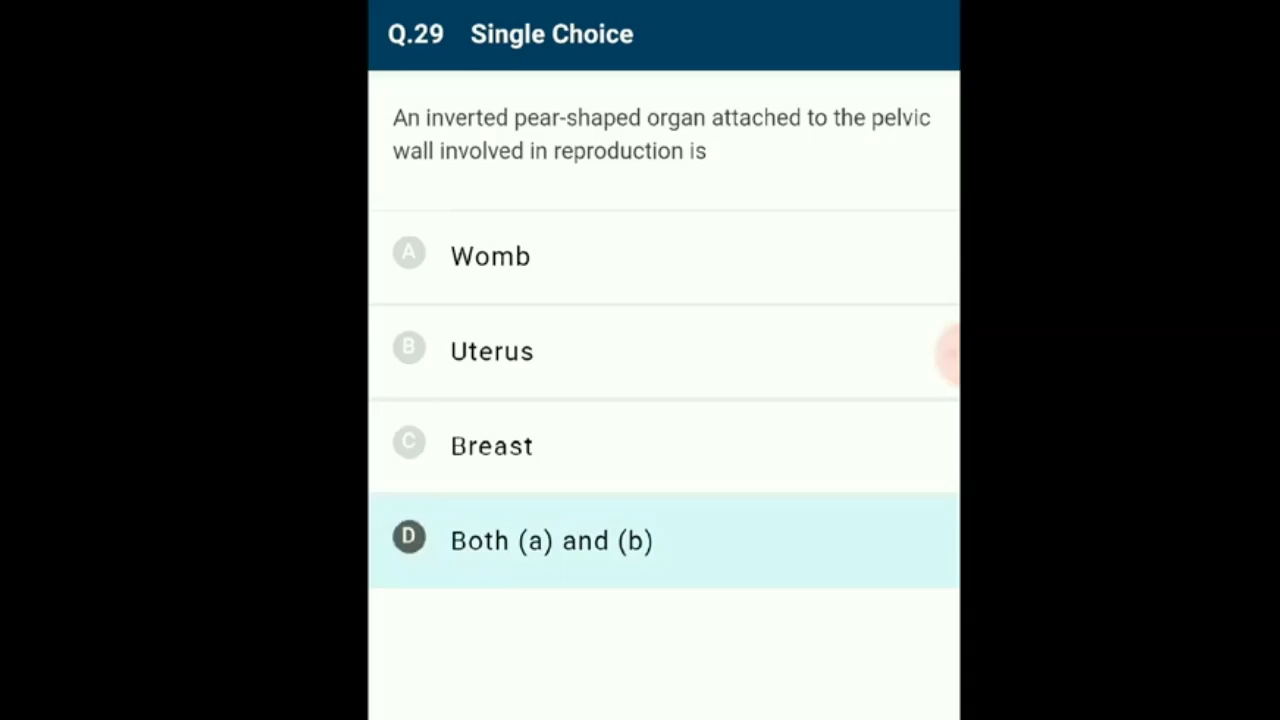 Q.29 Single Choice
An inverted pear-shaped organ attached to the pelvic
wall involved in reproduction is
A Womb
B Uterus
C Breast
D Both (a) and (b)